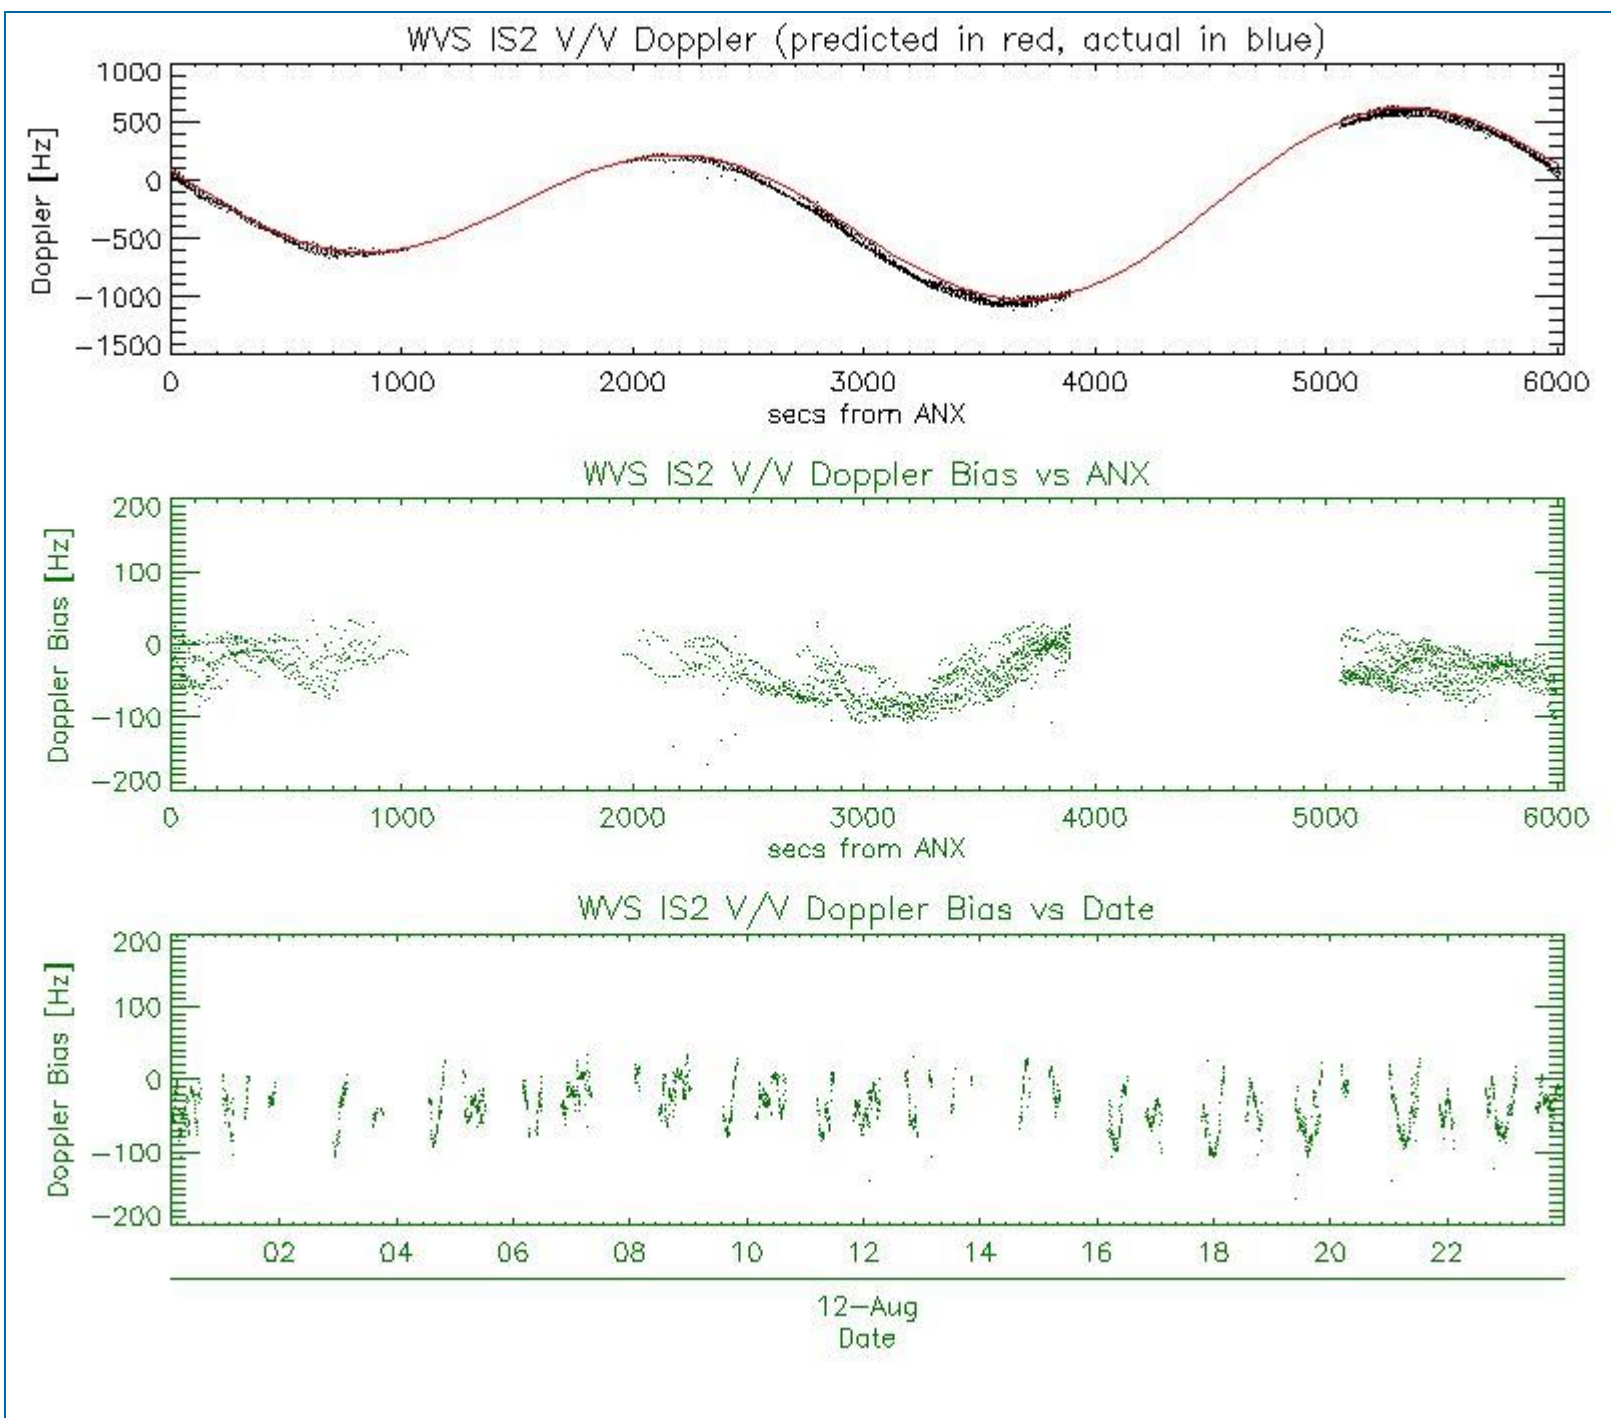 WVS IS2 V/V Doppler (predicted in red, actual in blue)
Doppler [Hz]
1000
500
0
−500
−1000
−1500
0 1000 2000 3000 4000 5000 6000
secs from ANX
WVS IS2 V/V Doppler Bias vs ANX
Doppler Bias [Hz]
200
100
0
−100
−200
0 1000 2000 3000 4000 5000 6000
secs from ANX
WVS IS2 V/V Doppler Bias vs Date
Doppler Bias [Hz]
200
100
0
−100
−200
02 04 06 08 10 12 14 16 18 20 22
12−Aug
Date